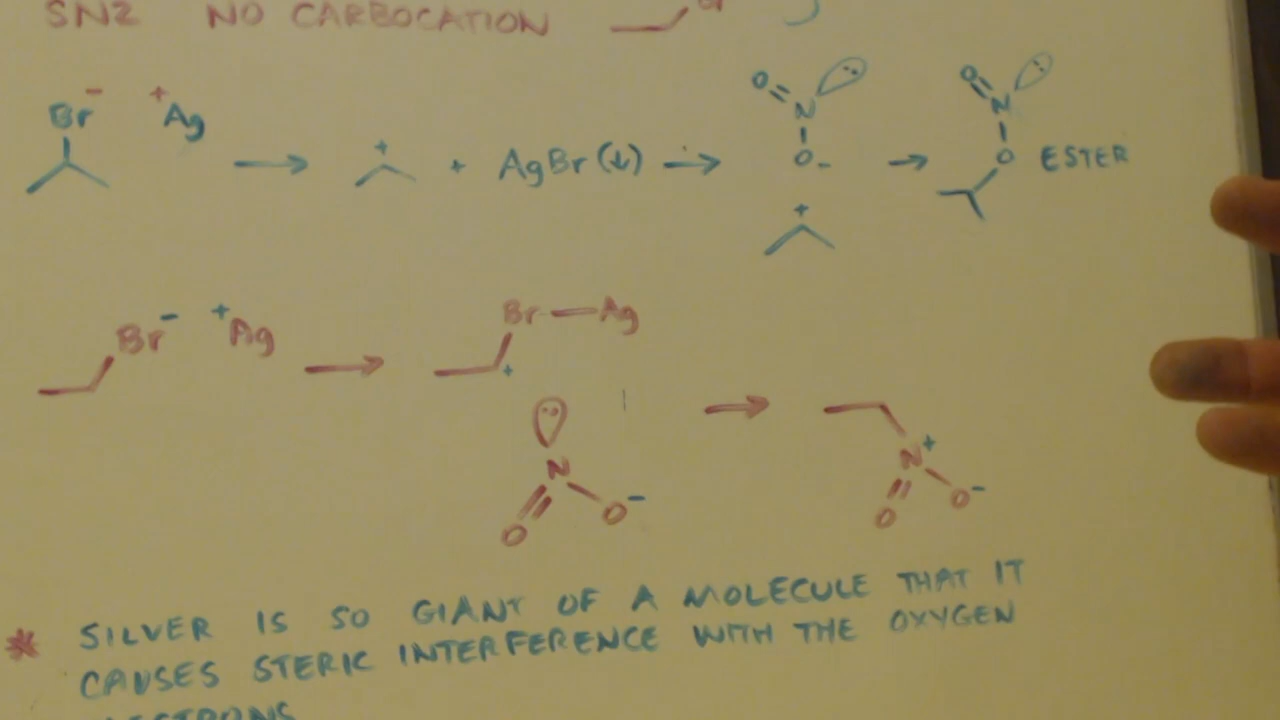 SN2 NO CARBOCATION Br
Br⁻ ⁺Ag → + + AgBr(↓) → O=N-O- → O=N-O ESTER
+
Br⁻ ⁺Ag → Br—Ag
+
N O O⁻ → N⁺ O O⁻
* SILVER IS SO GIANT OF A MOLECULE THAT IT
CAUSES STERIC INTERFERENCE WITH THE OXYGEN